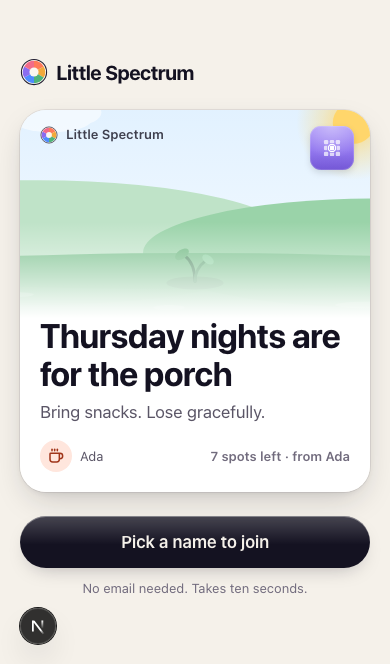 Little Spectrum
Little Spectrum
Thursday nights are
for the porch
Bring snacks. Lose gracefully.
Ada
7 spots left · from Ada
Pick a name to join
No email needed. Takes ten seconds.
N